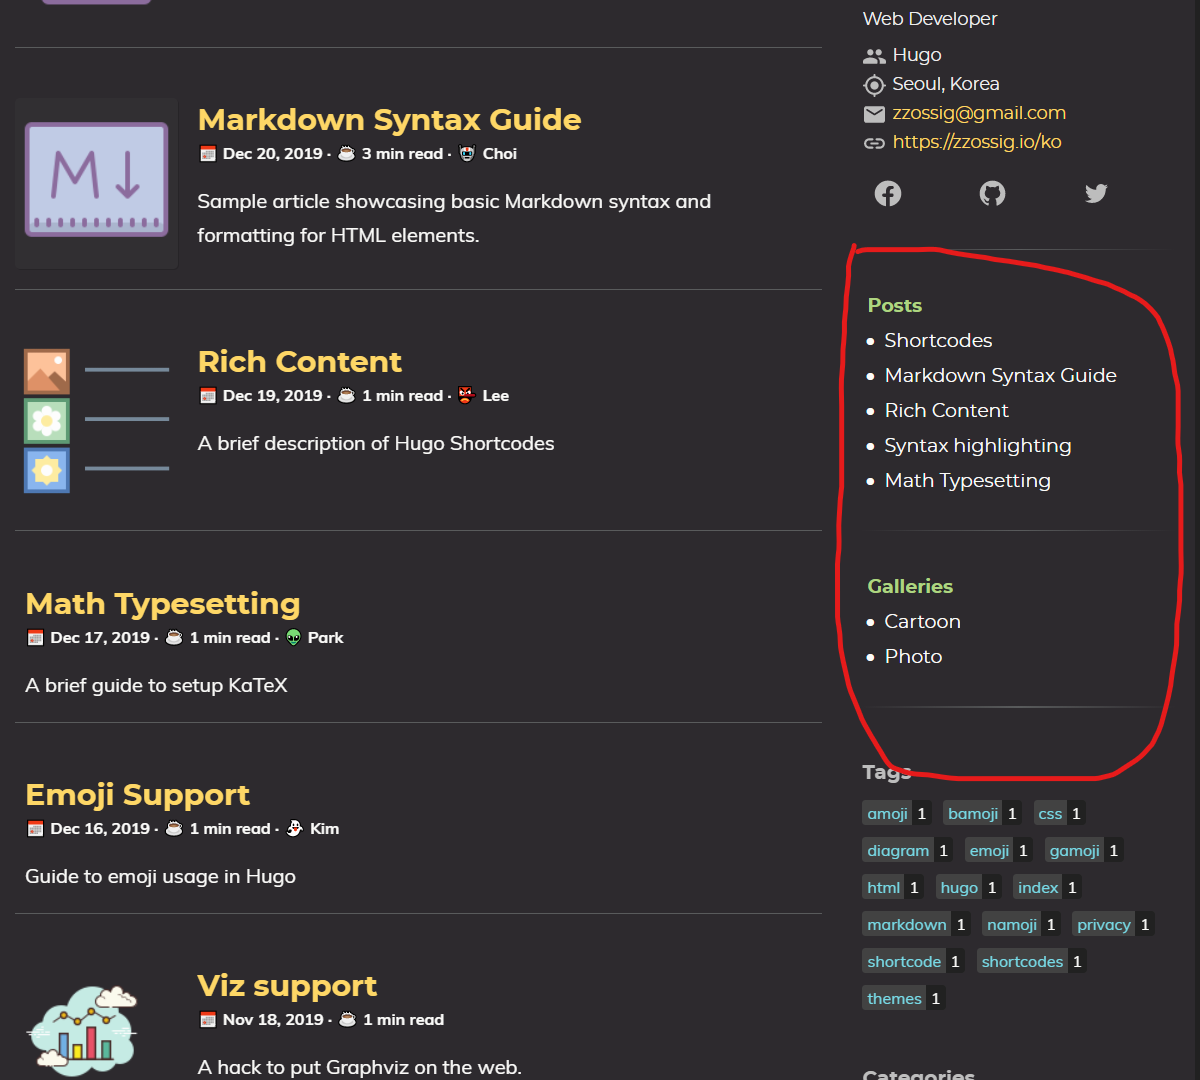 Markdown Syntax Guide
Dec 20, 2019 · 3 min read · Choi
Sample article showcasing basic Markdown syntax and
formatting for HTML elements.
M↓
Rich Content
Dec 19, 2019 · 1 min read · Lee
A brief description of Hugo Shortcodes
Math Typesetting
Dec 17, 2019 · 1 min read · Park
A brief guide to setup KaTeX
Emoji Support
Dec 16, 2019 · 1 min read · Kim
Guide to emoji usage in Hugo
Viz support
Nov 18, 2019 · 1 min read
A hack to put Graphviz on the web.
Web Developer
Hugo
Seoul, Korea
zzossig@gmail.com
https://zzossig.io/ko
Posts
• Shortcodes
• Markdown Syntax Guide
• Rich Content
• Syntax highlighting
• Math Typesetting
Galleries
• Cartoon
• Photo
Tags
amoji 1 bamoji 1 css 1
diagram 1 emoji 1 gamoji 1
html 1 hugo 1 index 1
markdown 1 namoji 1 privacy 1
shortcode 1 shortcodes 1
themes 1
Categories